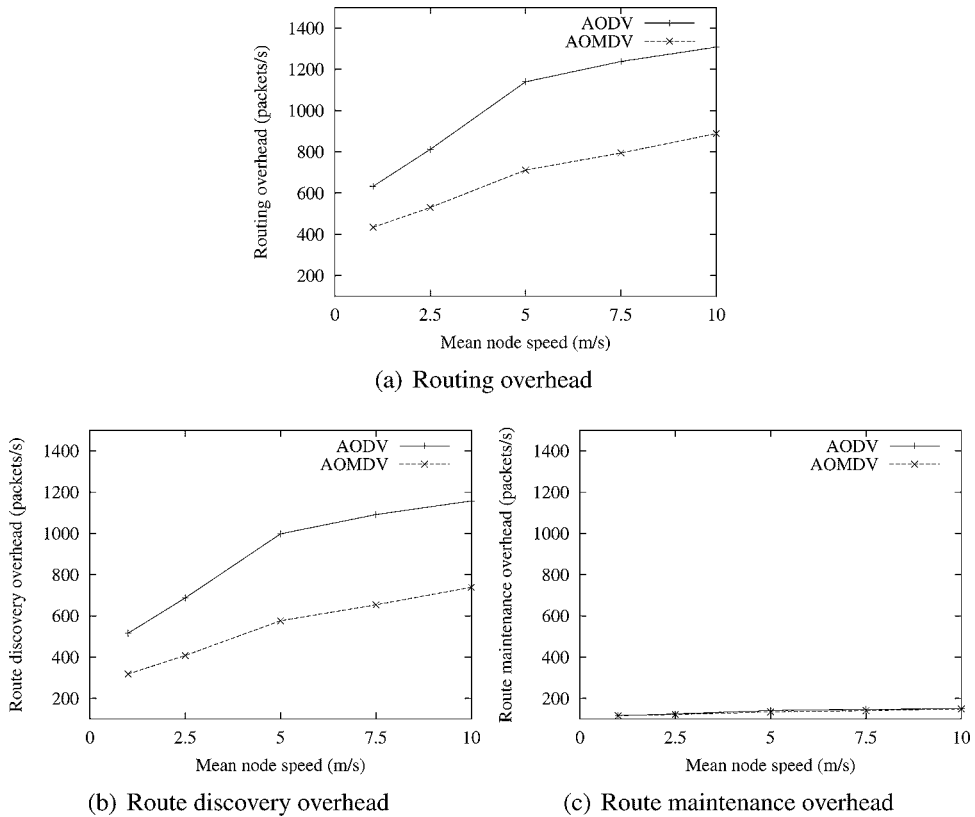 1400
1200
1000
800
600
400
200
Routing overhead (packets/s)
AODV
AOMDV
0
2.5
5
7.5
10
Mean node speed (m/s)
(a) Routing overhead
1400
1200
1000
800
600
400
200
Route discovery overhead (packets/s)
AODV
AOMDV
0
2.5
5
7.5
10
Mean node speed (m/s)
(b) Route discovery overhead
1400
1200
1000
800
600
400
200
Route maintenance overhead (packets/s)
AODV
AOMDV
0
2.5
5
7.5
10
Mean node speed (m/s)
(c) Route maintenance overhead